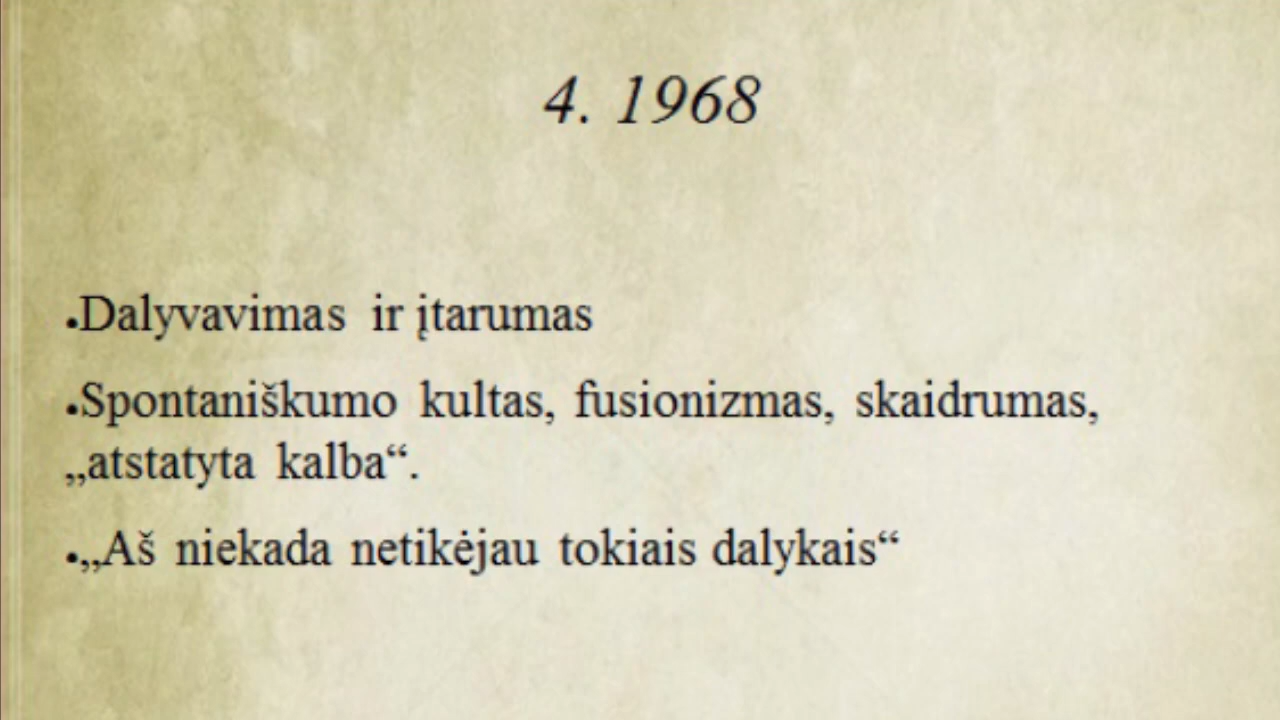 4. 1968
•Dalyvavimas ir įtarumas
•Spontaniškumo kultas, fusionizmas, skaidrumas,
„atstatyta kalba“.
•„Aš niekada netikėjau tokiais dalykais“